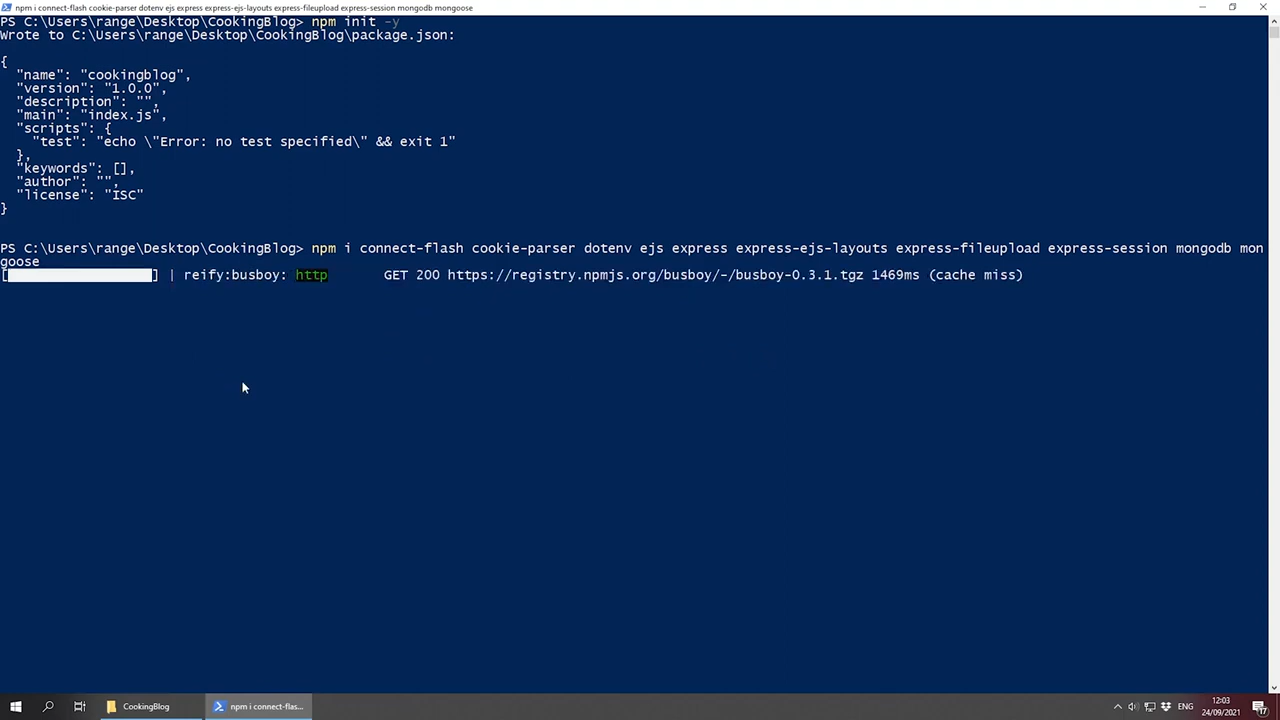 npm i connect-flash cookie-parser dotenv ejs express express-ejs-layouts express-fileupload express-session mongodb mongoose
PS C:\Users\range\Desktop\CookingBlog> npm init -y
Wrote to C:\Users\range\Desktop\CookingBlog\package.json:
{
"name": "cookingblog",
"version": "1.0.0",
"description": "",
"main": "index.js",
"scripts": {
"test": "echo \"Error: no test specified\" && exit 1"
},
"keywords": [],
"author": "",
"license": "ISC"
}
PS C:\Users\range\Desktop\CookingBlog> npm i connect-flash cookie-parser dotenv ejs express express-ejs-layouts express-fileupload express-session mongodb mon
goose
[ ] | reify:busboy: http GET 200 https://registry.npmjs.org/busboy/-/busboy-0.3.1.tgz 1469ms (cache miss)
CookingBlog
npm i connect-flas...
ENG
12:03
24/09/2021
17